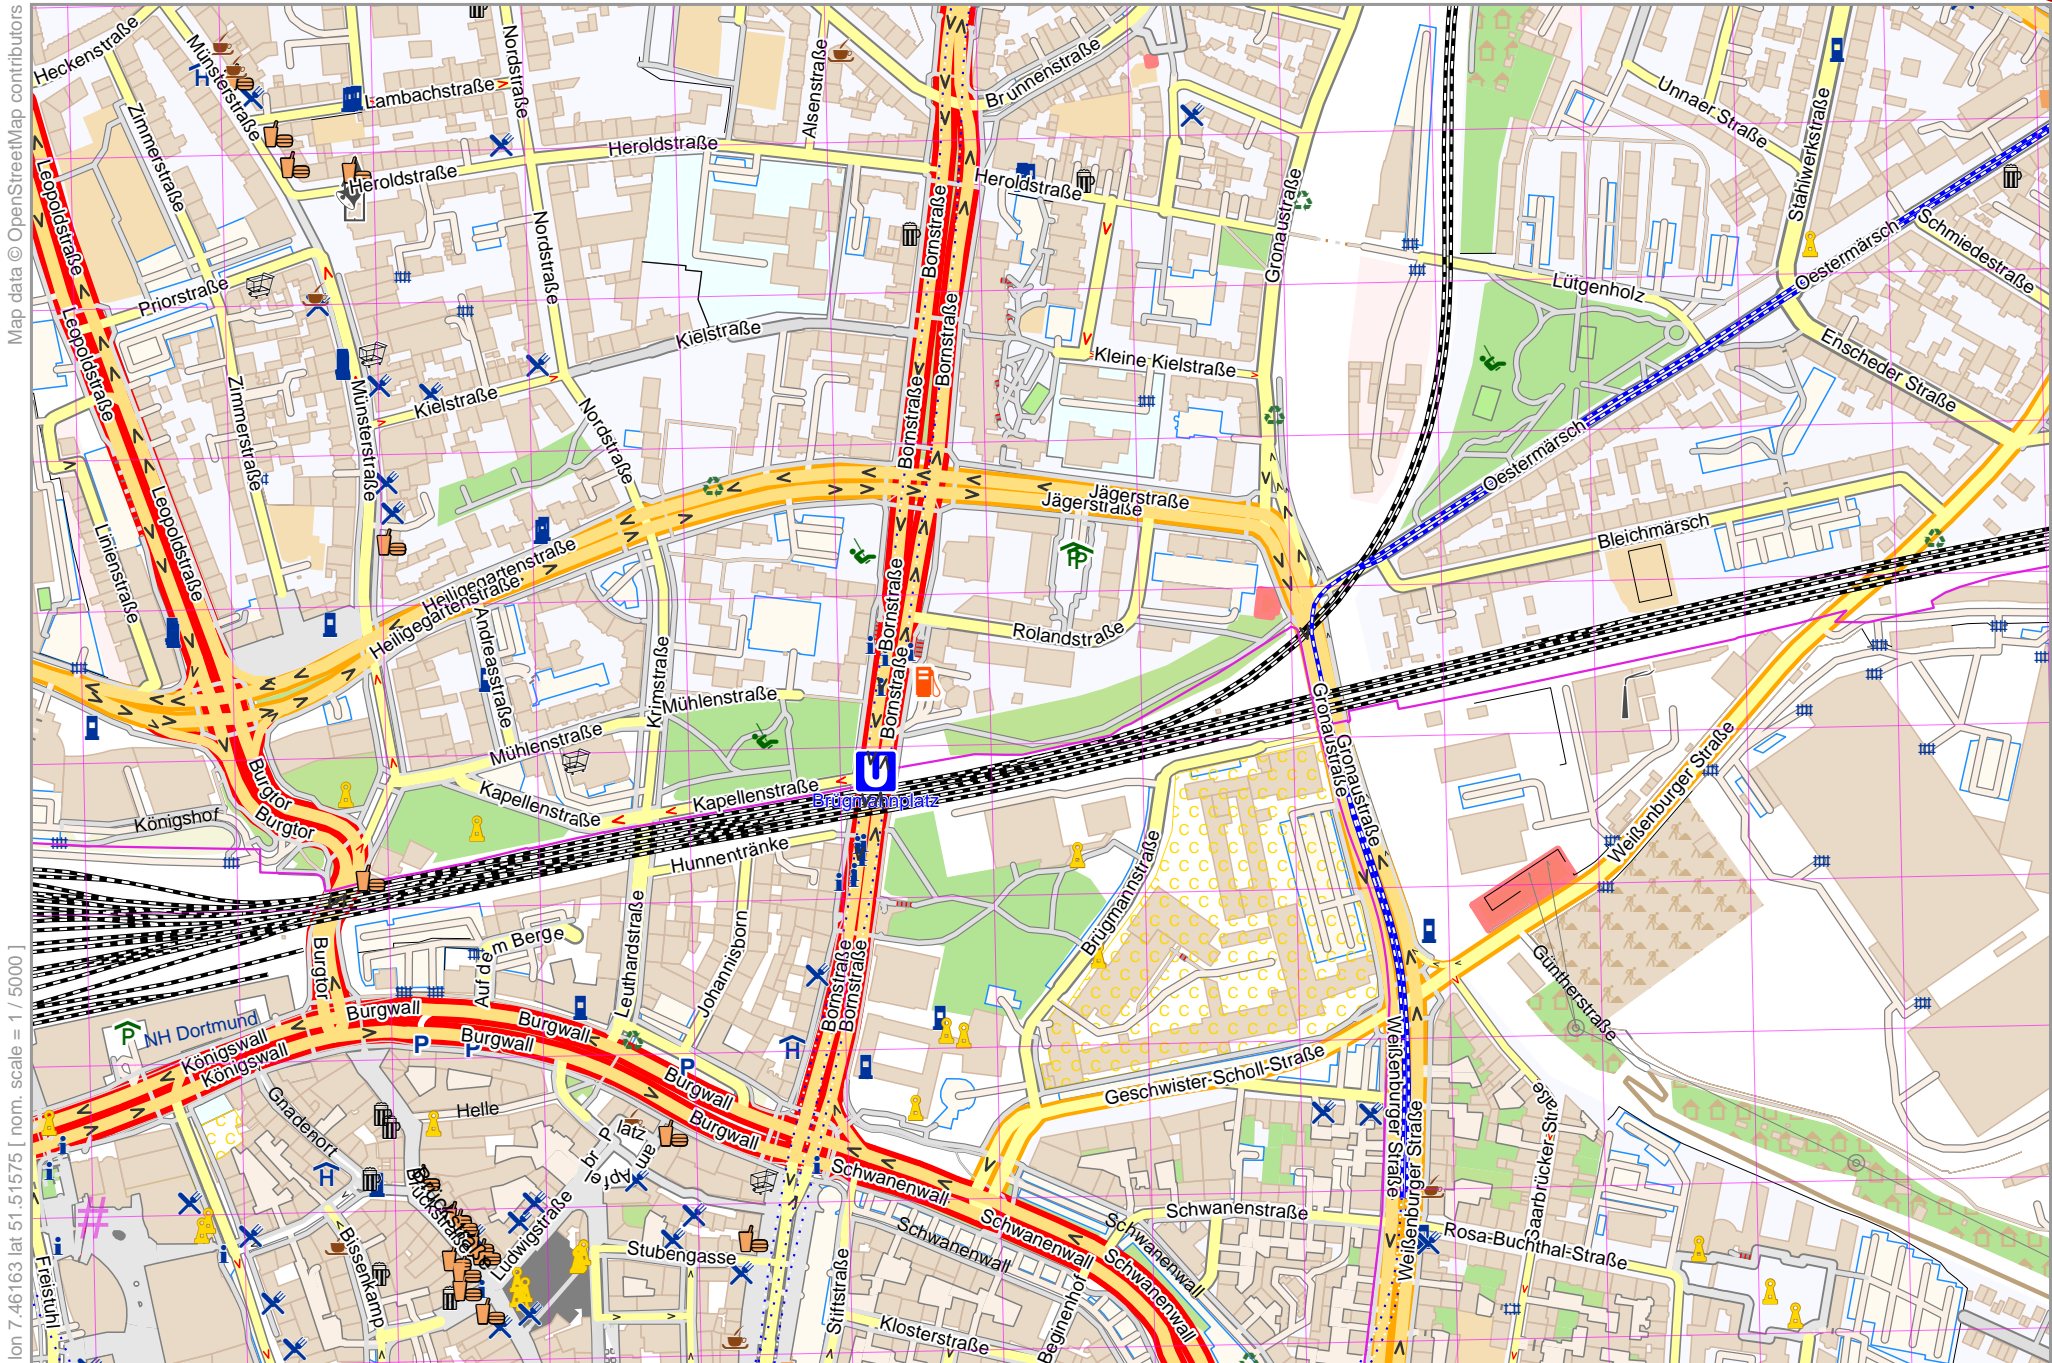 Map data © OpenStreetMap contributors
lon 7.46163 lat 51.51575 [ nom. scale = 1 / 5000 ]
Heckenstraße
Münsterstraße
Nordstraße
Alsenstraße
Brunnenstraße
Unnaer Straße
Stahlwerkstraße
Lambachstraße
Zimmerstraße
Heroldstraße
Heroldstraße
Heroldstraße
Leopoldstraße
Nordstraße
Bornstraße
Gronaustraße
Oestermärsch
Schmiedestraße
Lütgenholz
Priorstraße
Leopoldstraße
Bornstraße
Kielstraße
Kleine Kielstraße
Enscheder Straße
Zimmerstraße
Münsterstraße
Kielstraße
Nordstraße
Bornstraße
Oestermärsch
Leopoldstraße
Jägerstraße
Jägerstraße
Bleichmärsch
Linienstraße
Heiligegartenstraße
Heiligegartenstraße
Andreasstraße
Krimstraße
Bornstraße
Rolandstraße
Bornstraße
Mühlenstraße
Mühlenstraße
Gronaustraße
Gronaustraße
Weißenburger Straße
Burgtor
Burgtor
Königshof
Kapellenstraße
Kapellenstraße
U
Brügmannplatz
Hunnentränke
Brügmannstraße
Burgtor
Auf dem Berge
Leuthardstraße
Johannisborn
Bornstraße
Bornstraße
Güntherstraße
NH Dortmund
P
Königswall
Königswall
Burgwall
Burgwall
Burgwall
Burgwall
Burgwall
P
P
P
H
H
H
Geschwister-Scholl-Straße
Weißenburger Straße
Weißenburger Straße
Saarbrücker Straße
Gnadenort
Helle
Platz
an
Brückstraße
Ludwigstraße
Bissenkamp
Freistuhl
Stubengasse
Stiftstraße
Schwanenwall
Schwanenwall
Schwanenwall
Schwanenwall
Schwanenwall
Schwanenstraße
Rosa-Buchthal-Straße
Klosterstraße
Beginenhof